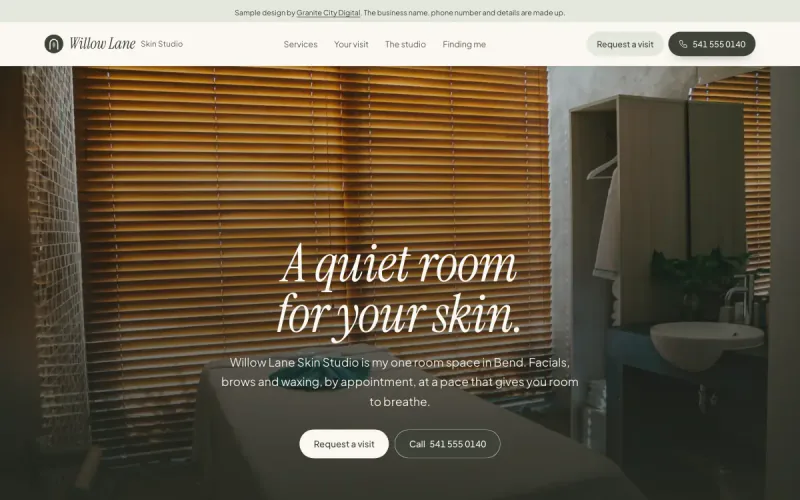 Sample design by Granite City Digital. The business name, phone number and details are made up.
Willow Lane Skin Studio
Services
Your visit
The studio
Finding me
Request a visit
541 555 0140
A quiet room
for your skin.
Willow Lane Skin Studio is my one room space in Bend. Facials,
brows and waxing, by appointment, at a pace that gives you room
to breathe.
Request a visit
Call 541 555 0140